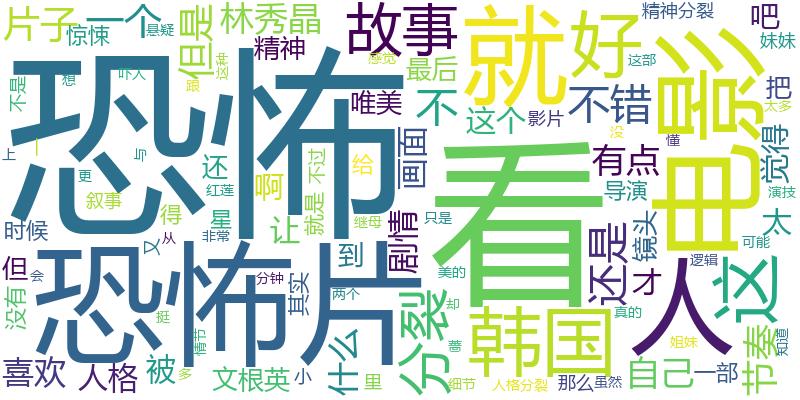 片子
一个
惊悚
悬疑
但是
林秀晶
精神
故事
就
好
精神分裂
吧
妹妹
恐怖
不是
想
吓人
这种
感觉
最后
唯美
不
这个
影片
不错
没
这部
电影
把
太多
上
一
与
更
还
啊
就是
不过
给
画面
看
有点
懂
觉得
演技
叙事
得
红莲
导演
时候
又
从
非常
星
让
继母
只是
剧情
到
还是
镜头
才
太
可能
这
但
会
没有
恐怖片
分钟
其实
两个
美的
却
分裂
韩国
真的
人
逻辑
挺
情节
喜欢
人格
被
多
文根英
小
什么
里
蔷
细节
人格分裂
那么
虽然
姐妹
自己
一部
节奏
知道